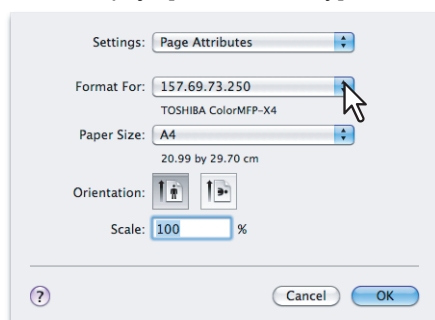 Settings: Page Attributes
Format For: 157.69.73.250
TOSHIBA ColorMFP-X4
Paper Size: A4
20.99 by 29.70 cm
Orientation:
Scale: 100 %
? Cancel OK